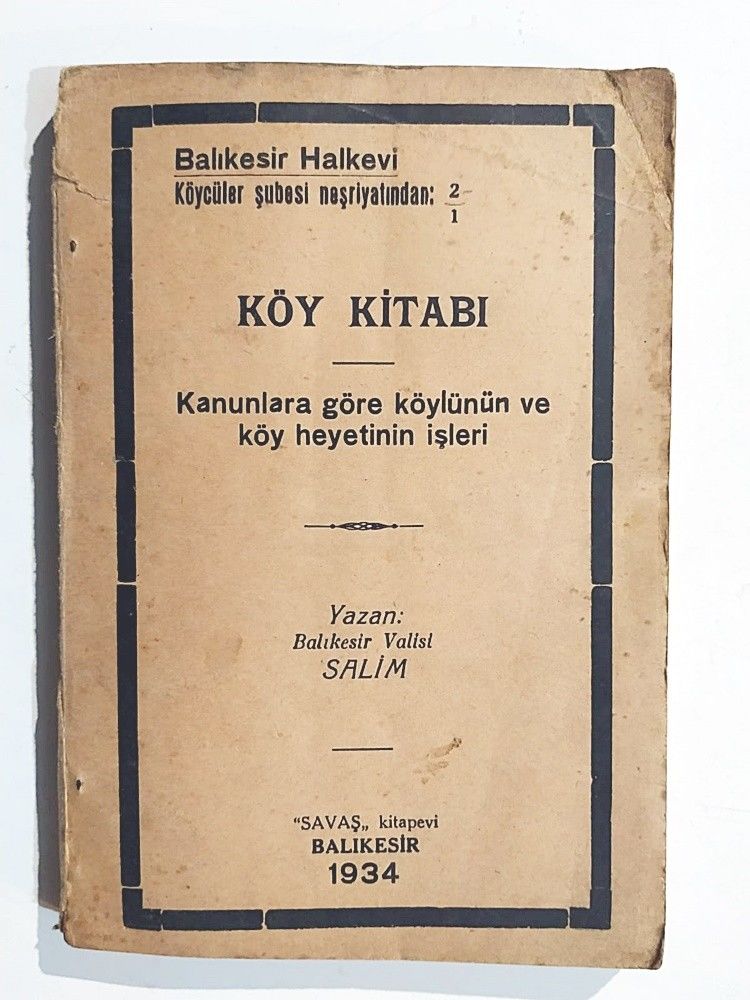 Balıkesir Halkevi
Köycüler şubesi neşriyatından: 2/1
KÖY KİTABI
Kanunlara göre köylünün ve
köy heyetinin işleri
Yazan:
Balıkesir Valisi
SALİM
"SAVAŞ„ kitapevi
BALIKESİR
1934